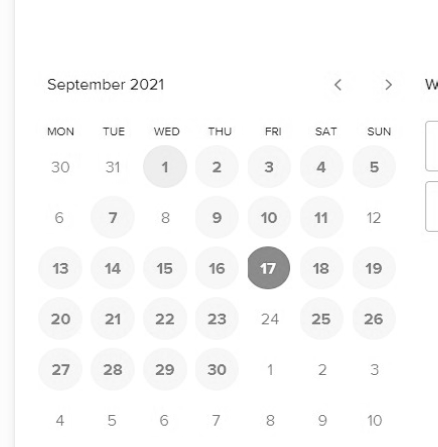 September 2021 < > W
MON TUE WED THU FRI SAT SUN
30 31 1 2 3 4 5
6 7 8 9 10 11 12
13 14 15 16 17 18 19
20 21 22 23 24 25 26
27 28 29 30 1 2 3
4 5 6 7 8 9 10